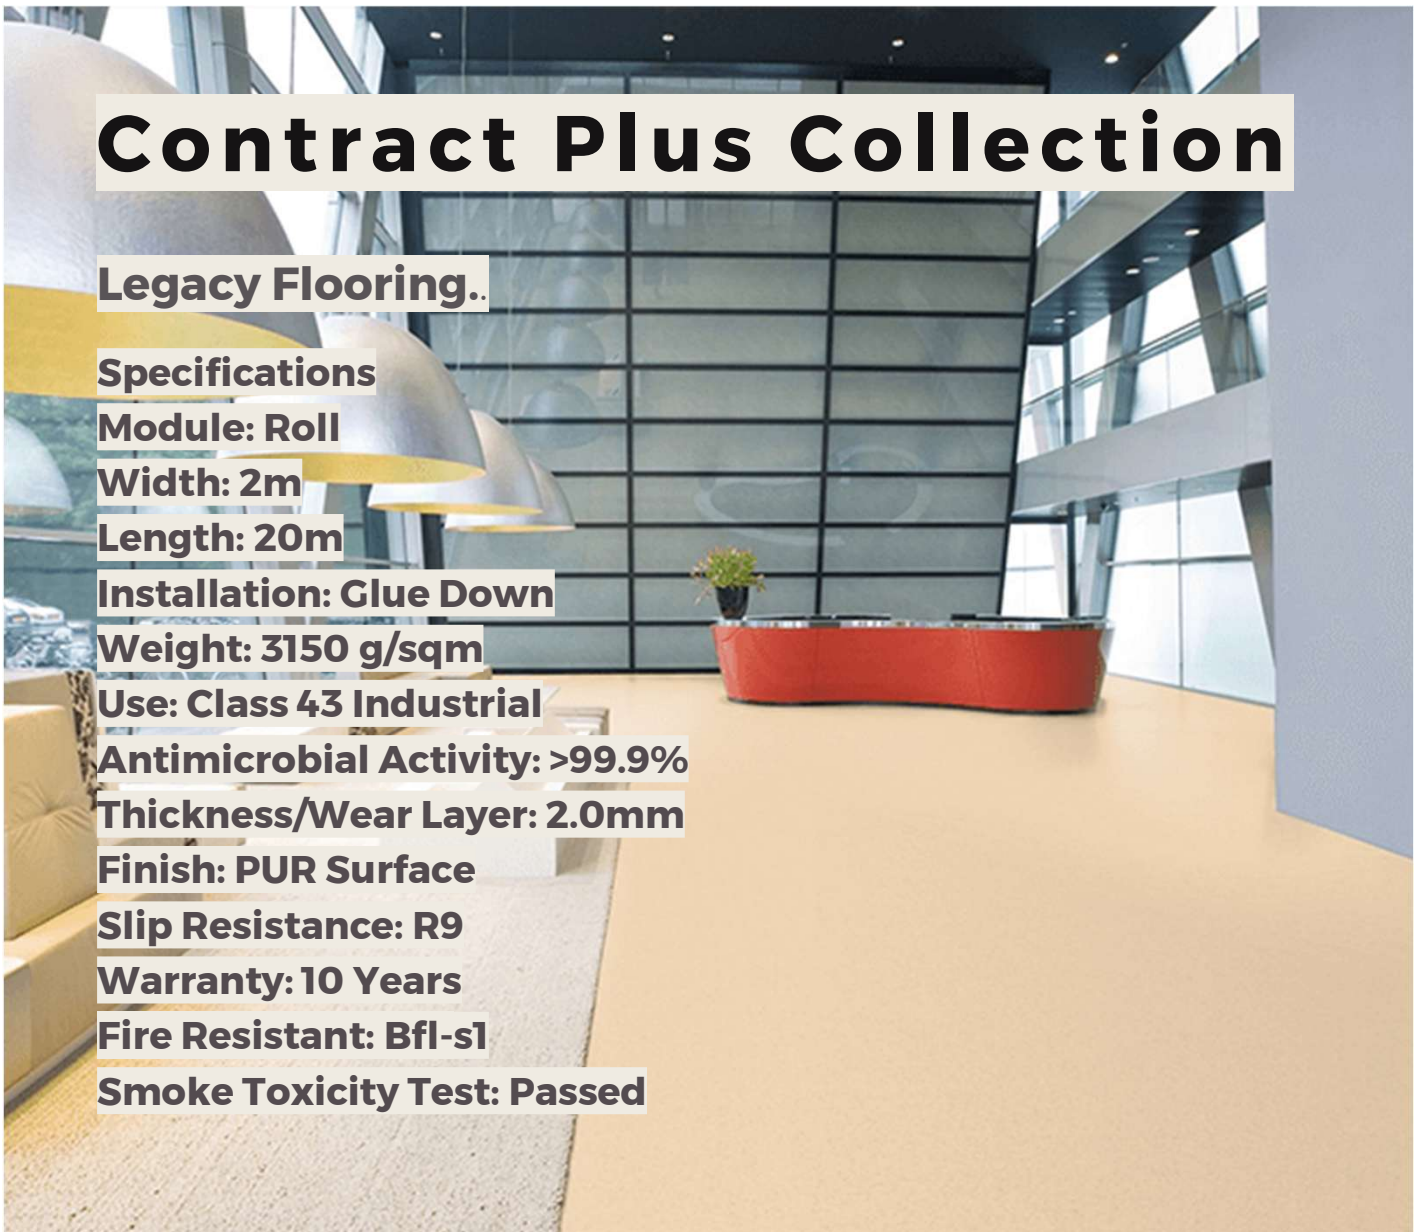 Contract Plus Collection
Legacy Flooring..
Specifications
Module: Roll
Width: 2m
Length: 20m
Installation: Glue Down
Weight: 3150 g/sqm
Use: Class 43 Industrial
Antimicrobial Activity: >99.9%
Thickness/Wear Layer: 2.0mm
Finish: PUR Surface
Slip Resistance: R9
Warranty: 10 Years
Fire Resistant: Bfl-s1
Smoke Toxicity Test: Passed